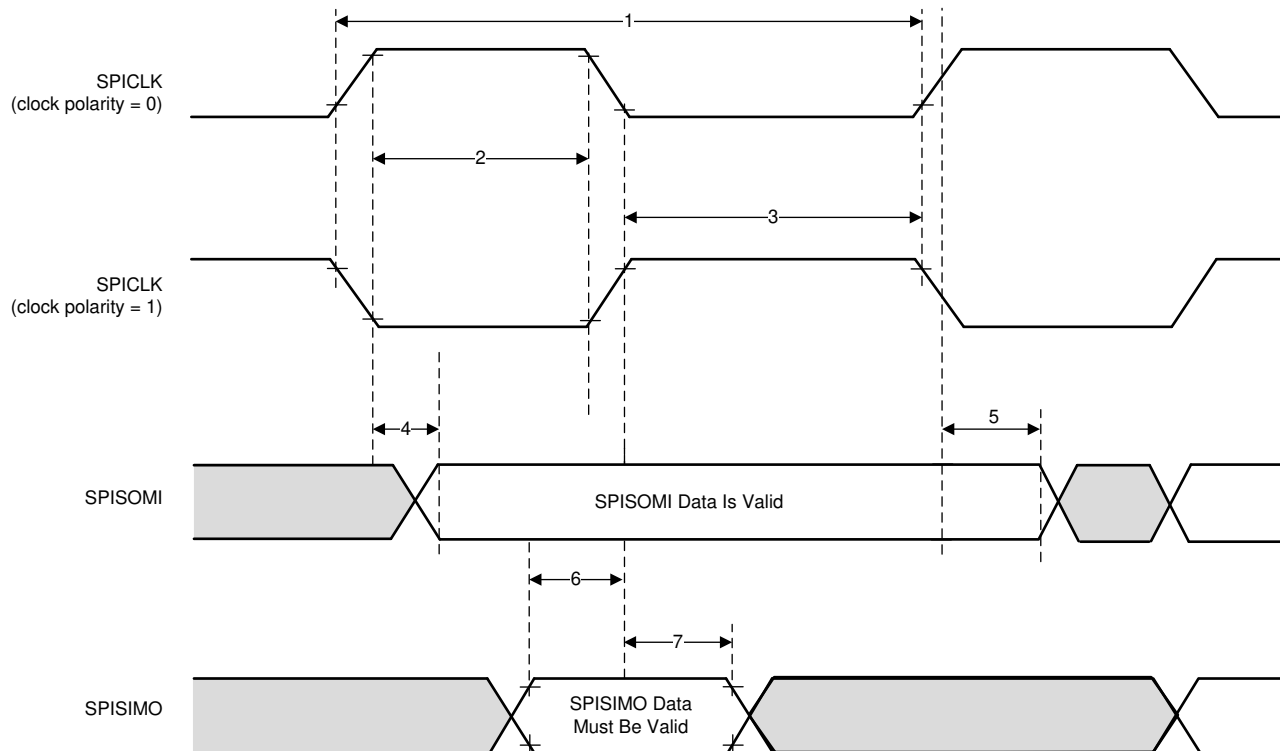 1
SPICLK
(clock polarity = 0)
2
3
SPICLK
(clock polarity = 1)
4
5
SPISOMI
SPISOMI Data Is Valid
6
7
SPISIMO
SPISIMO Data
Must Be Valid